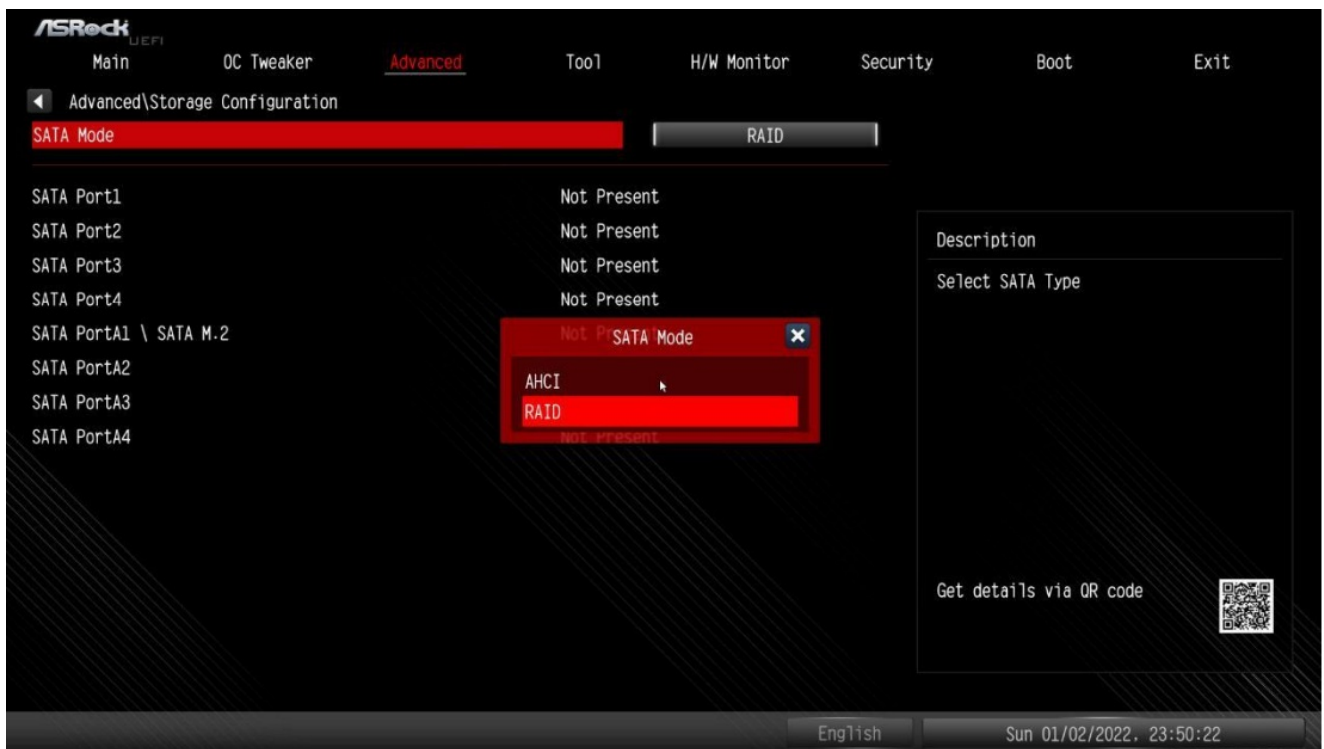 ASRock
UEFI
Main OC Tweaker Advanced Tool H/W Monitor Security Boot Exit
Advanced\Storage Configuration
SATA Mode RAID
SATA Port1 Not Present
SATA Port2 Not Present
SATA Port3 Not Present
SATA Port4 Not Present
SATA PortA1 \ SATA M.2
SATA PortA2
SATA PortA3
SATA PortA4 Not Present
SATA Mode
AHCI
RAID
Description
Select SATA Type
Get details via QR code
English Sun 01/02/2022. 23:50:22